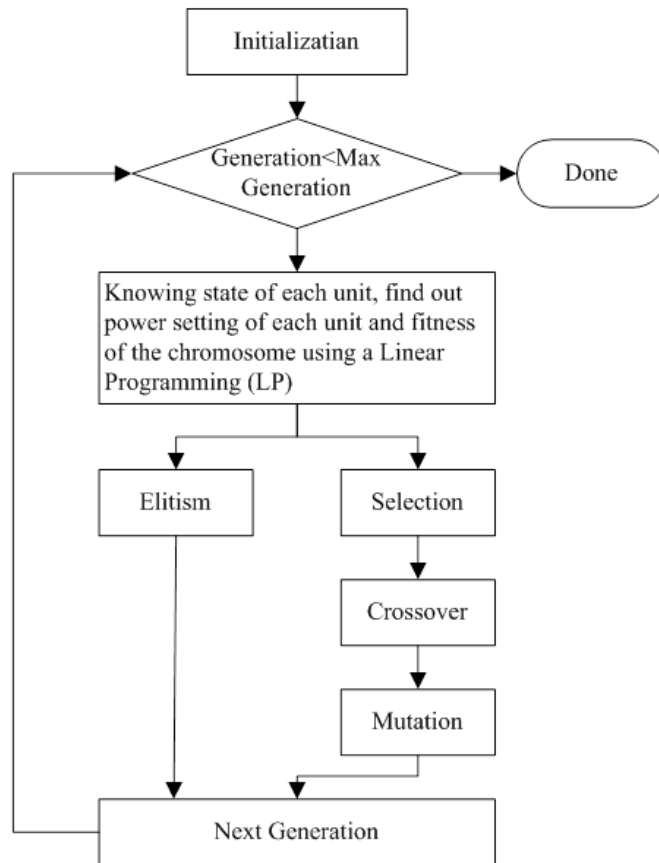 Initializatian
Generation<Max
Generation
Done
Knowing state of each unit, find out
power setting of each unit and fitness
of the chromosome using a Linear
Programming (LP)
Elitism
Selection
Crossover
Mutation
Next Generation